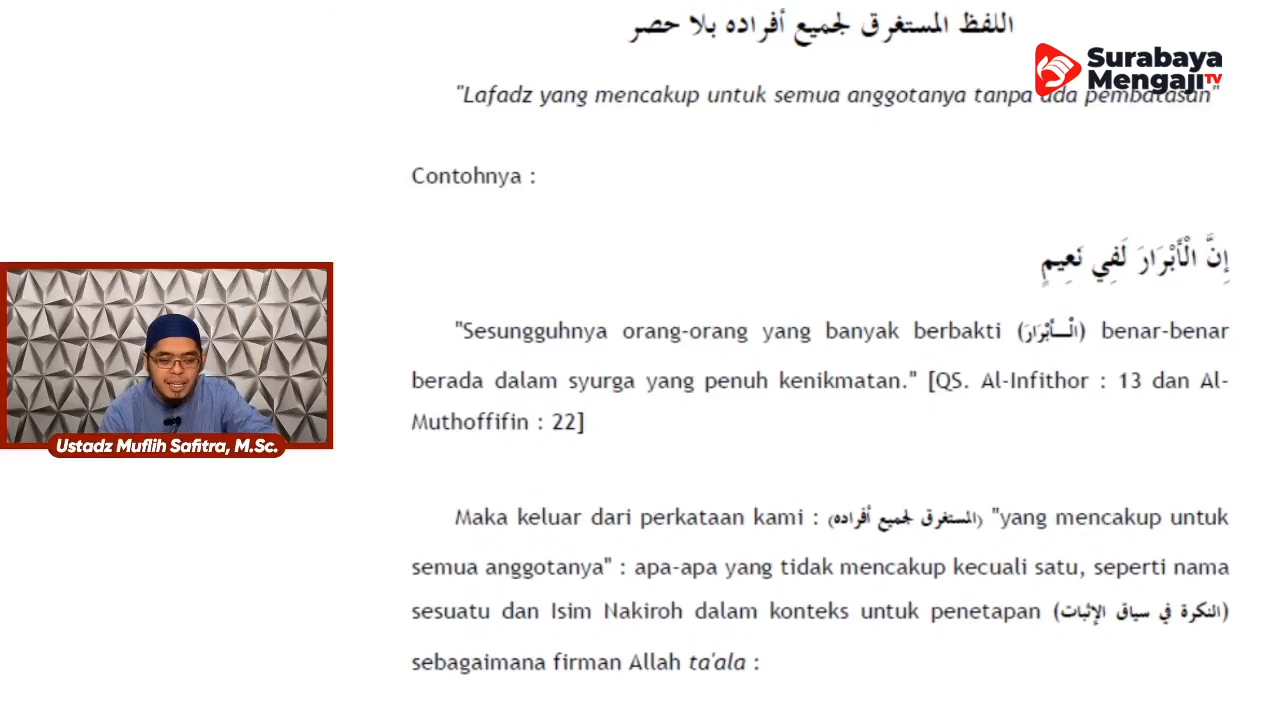 اللفظ المستغرق لجميع أفراده بلا حصر
Surabaya
Mengaji TV
"Lafadz yang mencakup untuk semua anggotanya tanpa ada pembatasan"
Contohnya :
إِنَّ الْأَبْرَارَ لَفِي نَعِيمٍ
"Sesungguhnya orang-orang yang banyak berbakti (الْأَبْرَارَ) benar-benar
berada dalam syurga yang penuh kenikmatan." [QS. Al-Infithor : 13 dan Al-
Muthoffifin : 22]
Ustadz Muflih Safitra, M.Sc.
Maka keluar dari perkataan kami : (المستغرق لجميع أفراده) "yang mencakup untuk
semua anggotanya" : apa-apa yang tidak mencakup kecuali satu, seperti nama
sesuatu dan Isim Nakiroh dalam konteks untuk penetapan (النكرة في سياق الإثبات)
sebagaimana firman Allah ta'ala :